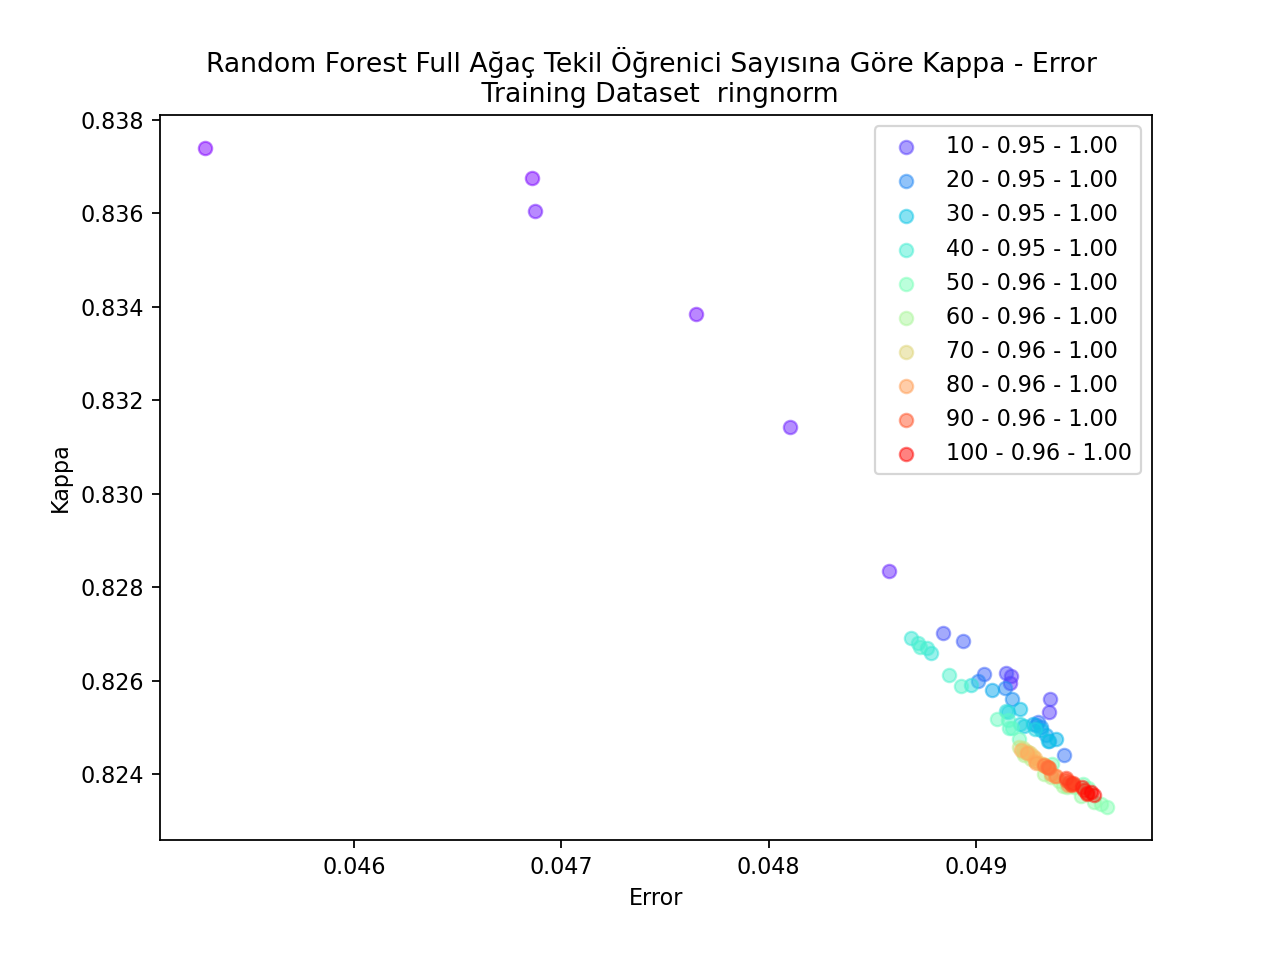 Random Forest Full Ağaç Tekil Öğrenici Sayısına Göre Kappa - Error
Training Dataset  ringnorm
0.838
0.836
0.834
0.832
0.830
0.828
0.826
0.824
Kappa
10 - 0.95 - 1.00
20 - 0.95 - 1.00
30 - 0.95 - 1.00
40 - 0.95 - 1.00
50 - 0.96 - 1.00
60 - 0.96 - 1.00
70 - 0.96 - 1.00
80 - 0.96 - 1.00
90 - 0.96 - 1.00
100 - 0.96 - 1.00
0.046
0.047
0.048
0.049
Error